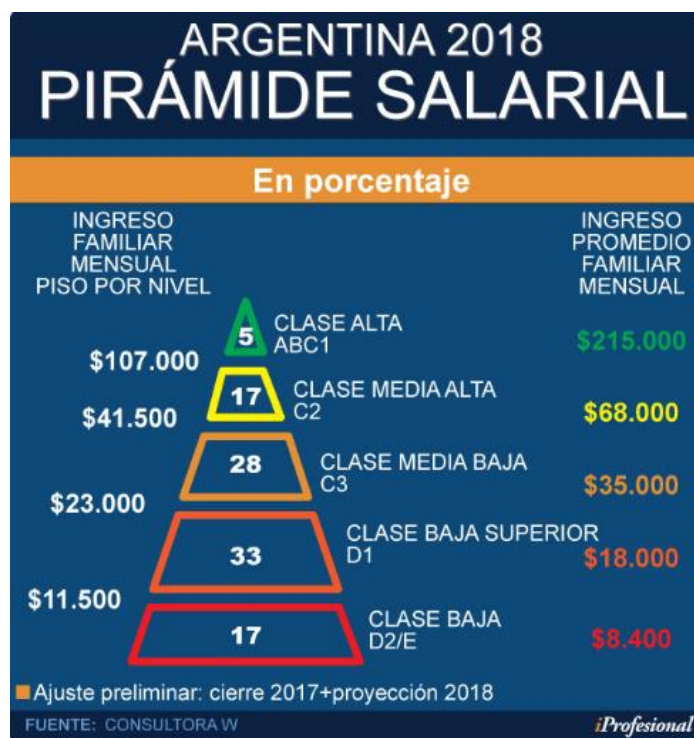 ARGENTINA 2018
PIRÁMIDE SALARIAL
En porcentaje
INGRESO
FAMILIAR
MENSUAL
PISO POR NIVEL
INGRESO
PROMEDIO
FAMILIAR
MENSUAL
5
CLASE ALTA
ABC1
$215.000
$107.000
17
CLASE MEDIA ALTA
C2
$68.000
$41.500
28
CLASE MEDIA BAJA
C3
$35.000
$23.000
33
CLASE BAJA SUPERIOR
D1
$18.000
$11.500
17
CLASE BAJA
D2/E
$8.400
Ajuste preliminar: cierre 2017+proyección 2018
FUENTE: CONSULTORA W
iProfesional